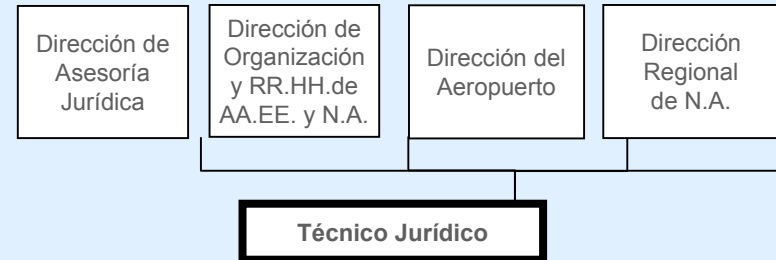 Dirección de
Asesoría
Jurídica
Dirección de
Organización
y RR.HH.de
AA.EE. y N.A.
Dirección del
Aeropuerto
Dirección
Regional
de N.A.
Técnico Jurídico